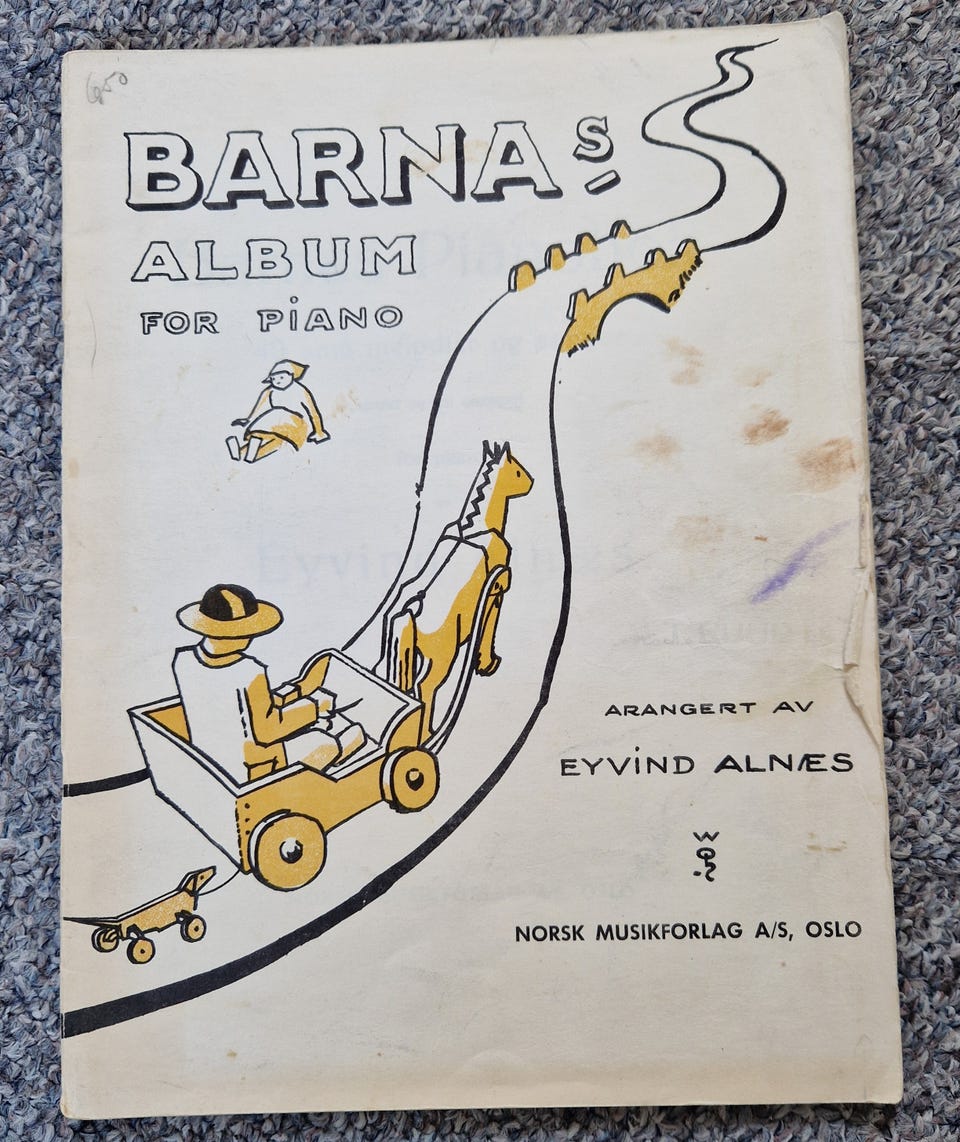 650
BARNAS
ALBUM
FOR PiANO
ARANGERT AV
EYViND ALNÆS
NORSK MUSIKFORLAG A/S, OSLO